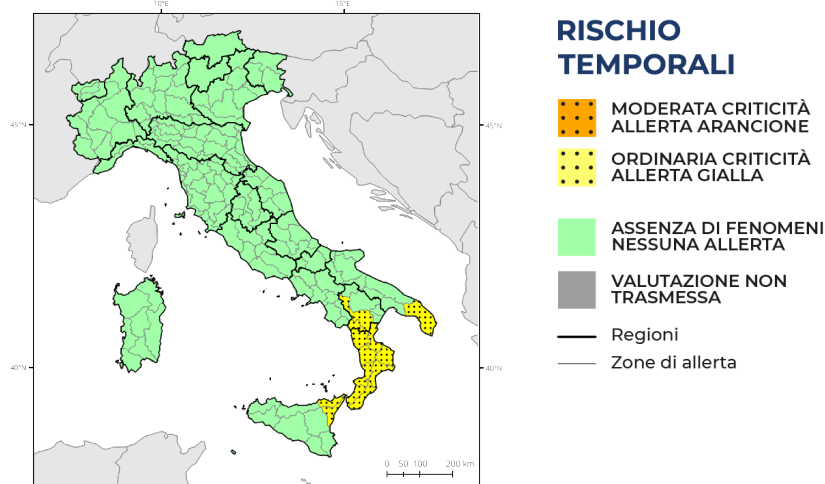 10°E 15°E
RISCHIO
TEMPORALI
MODERATA CRITICITÀ
ALLERTA ARANCIONE
45°N 45°N
ORDINARIA CRITICITÀ
ALLERTA GIALLA
ASSENZA DI FENOMENI
NESSUNA ALLERTA
VALUTAZIONE NON
TRASMESSA
Regioni
Zone di allerta
40°N 40°N
0 50 100 200 km